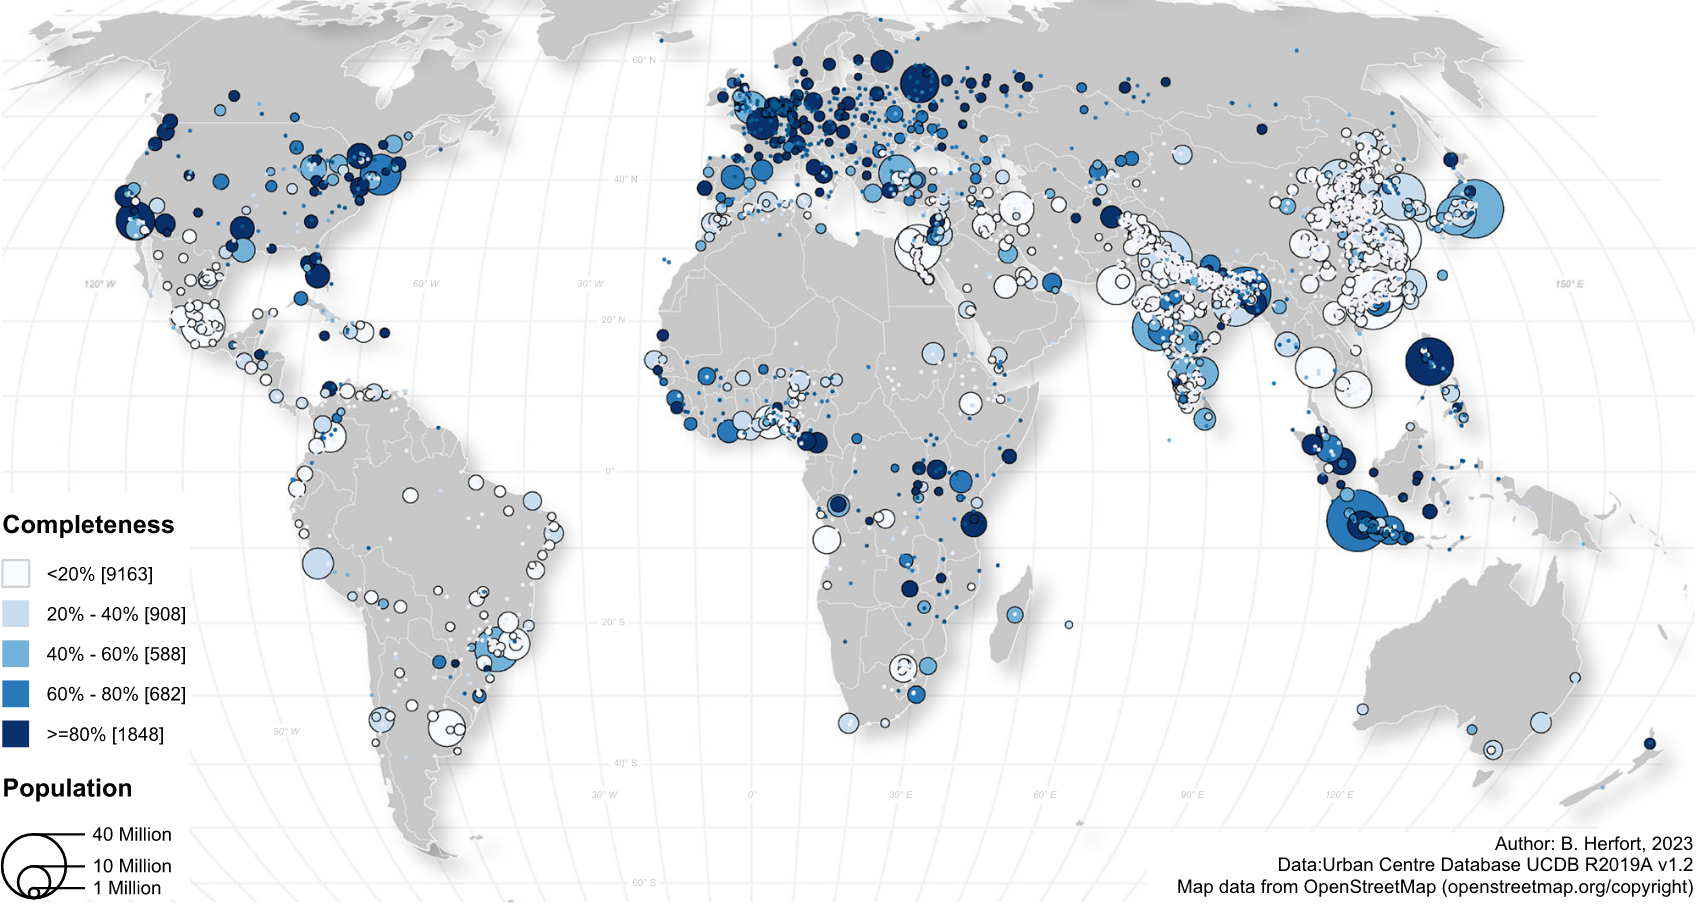 60° N
40° N
120° W
60° W
30° W
150° E
20° N
0°
Completeness
<20% [9163]
20% - 40% [908]
40% - 60% [588]
60% - 80% [682]
>=80% [1848]
20° S
90° W
40° S
Population
30° W
0°
30° E
60° E
90° E
120° E
40 Million
10 Million
1 Million
60° S
Author: B. Herfort, 2023
Data:Urban Centre Database UCDB R2019A v1.2
Map data from OpenStreetMap (openstreetmap.org/copyright)